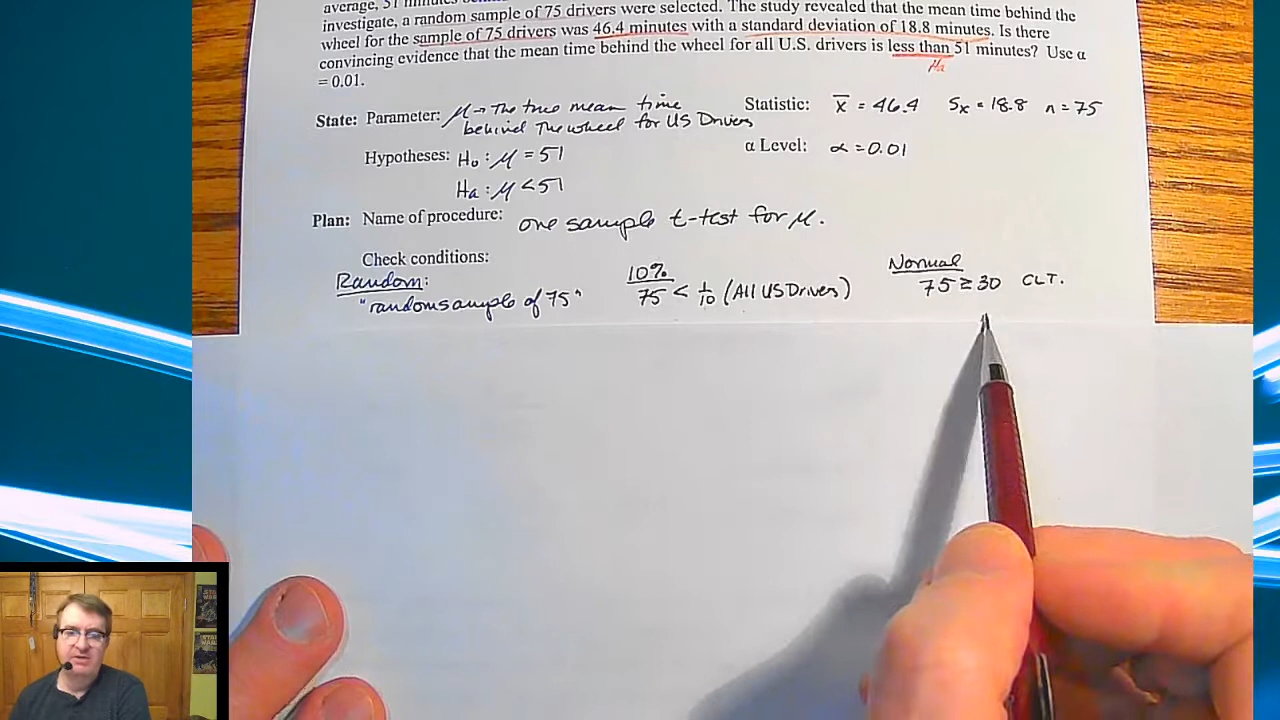 average, 51 minutes
investigate, a random sample of 75 drivers were selected. The study revealed that the mean time behind the
wheel for the sample of 75 drivers was 46.4 minutes with a standard deviation of 18.8 minutes. Is there
convincing evidence that the mean time behind the wheel for all U.S. drivers is less than 51 minutes? Use α
= 0.01.
Ha
State: Parameter: μ → The true mean time
behind the wheel for US Drivers
Statistic: x̄ = 46.4 Sx = 18.8 n = 75
Hypotheses: H₀ : μ = 51
Ha : μ < 51
α Level: α = 0.01
Plan: Name of procedure: one sample t-test for μ.
Check conditions:
Random:
"random sample of 75"
10%
75 < 1/10 (All US Drivers)
Normal
75 ≥ 30 CLT.
STAR
WARS
STAR
WARS